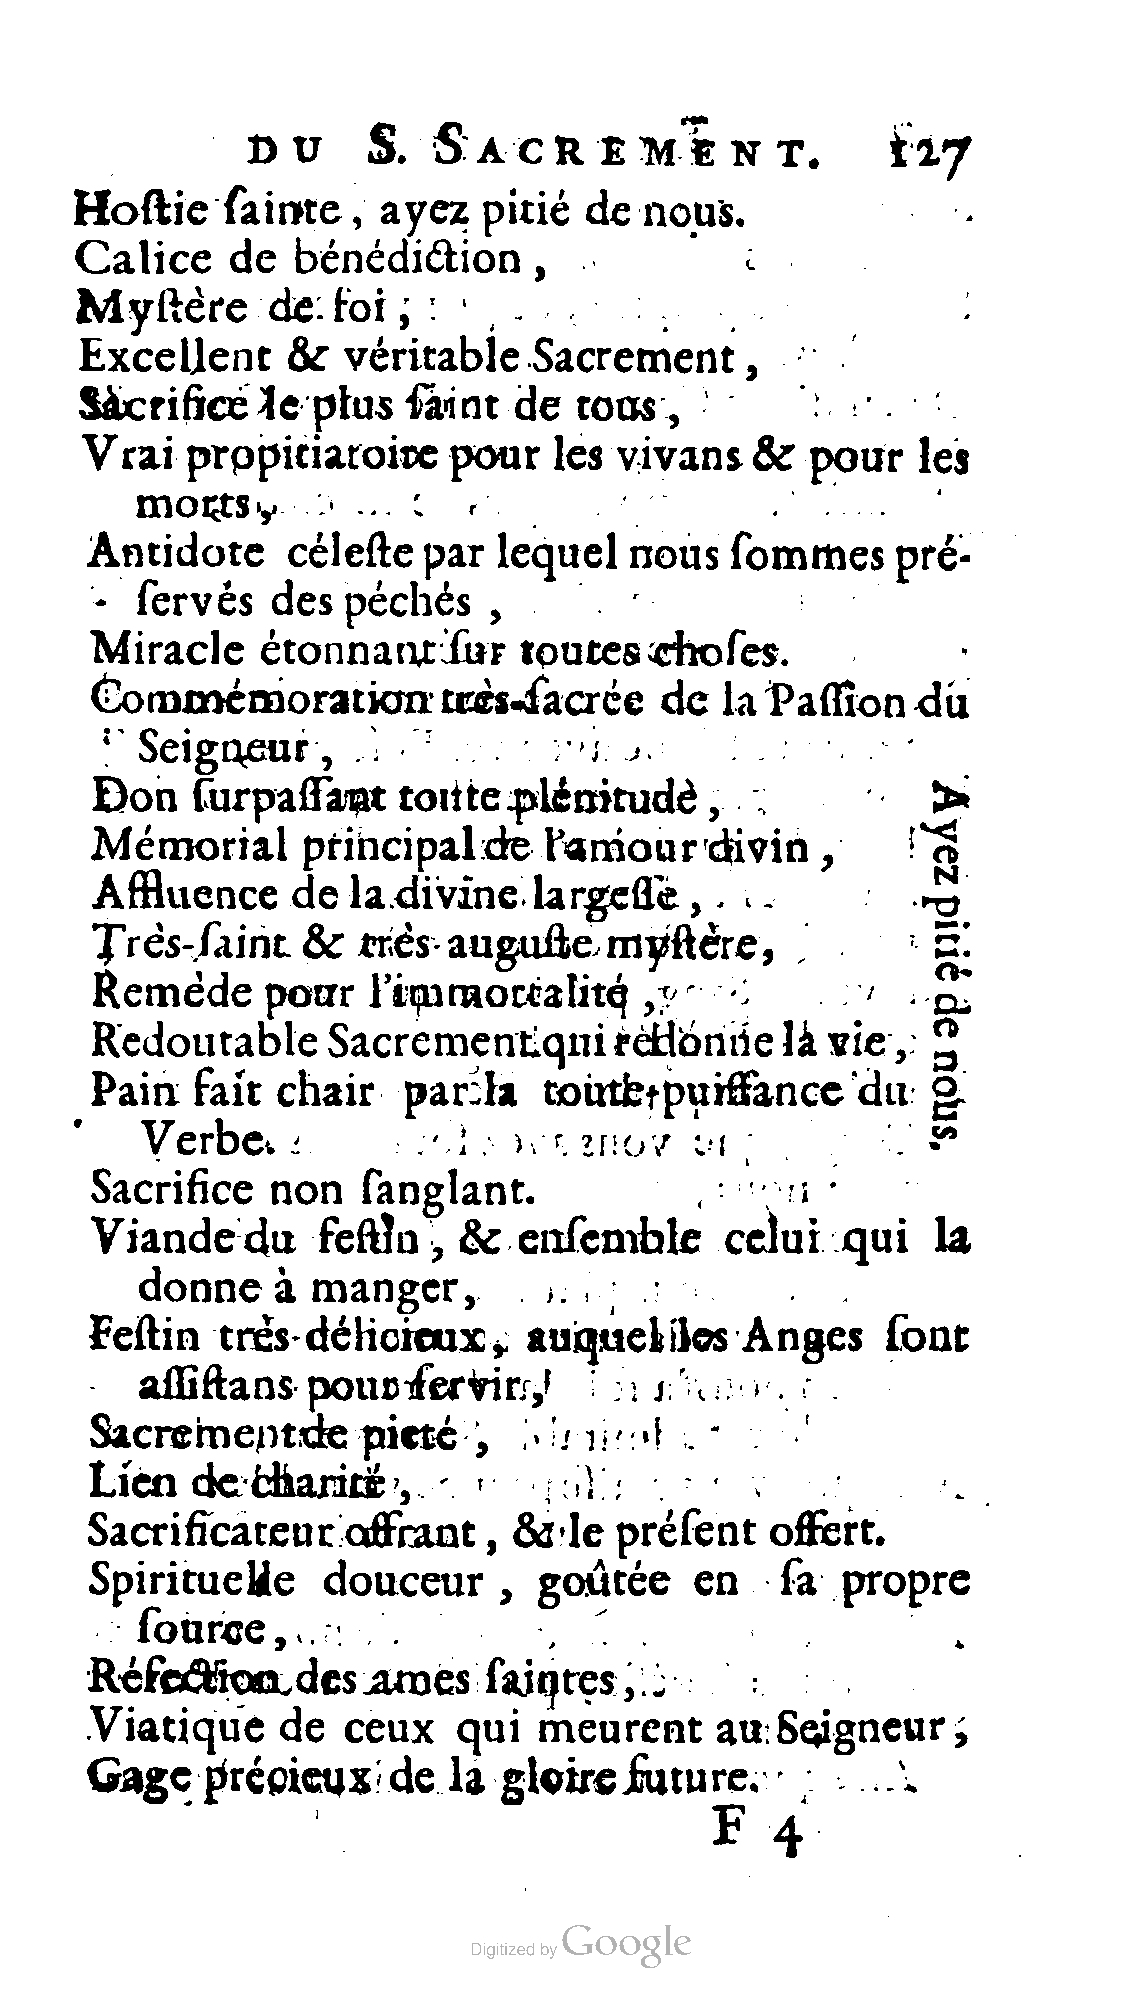 DU S. SACREMENT. 127
Hoſtie ſainte, ayez pitié de nous.
Calice de bénédiction,
Myſtère de foi,
Excellent & véritable Sacrement,
Sacrifice le plus ſaint de tous,
Vrai propitiatoire pour les vivans & pour les
morts,
Antidote céleſte par lequel nous ſommes pré-
ſervés des péchés,
Miracle étonnant ſur toutes choſes.
Commémoration très-ſacrée de la Paſſion du
Seigneur,
Don ſurpaſſant toute plénitude,
Mémorial principal de l'amour divin,
Affluence de la divine largeſſe,
Très-ſaint & très-auguſte myſtère,
Remède pour l'immortalité,
Redoutable Sacrement qui redonne la vie,
Pain fait chair par la toute-puiſſance du
Verbe.
Sacrifice non ſanglant.
Viande du feſtin, & enſemble celui qui la
donne à manger,
Feſtin très-délicieux, auquel les Anges ſont
aſſiſtans pour ſervir,
Sacrement de pieté,
Lien de charité,
Sacrificateur offrant, & le préſent offert.
Spirituelle douceur, goûtée en ſa propre
ſource,
Réfection des ames ſaintes,
Viatique de ceux qui meurent au Seigneur,
Gage précieux de la gloire future.
Ayez pitié de nous.
F 4
Digitized by Google